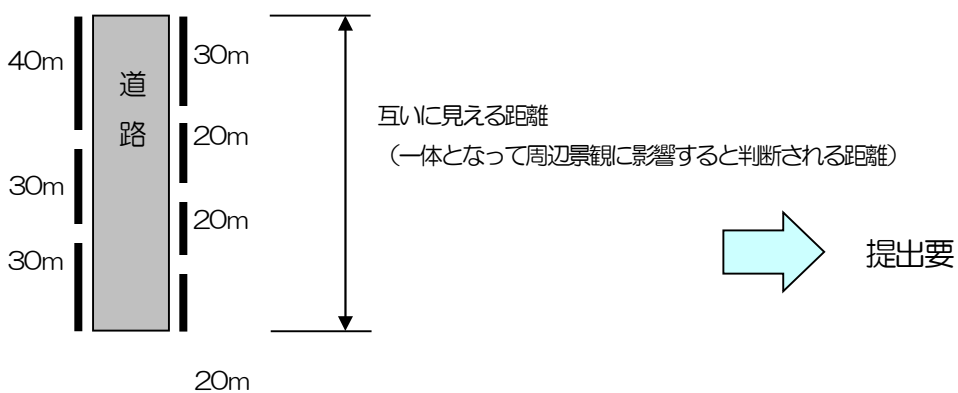 40m
道
路
30m
互いに見える距離
(一体となって周辺景観に影響すると判断される距離)
20m
30m
20m
30m
提出要
20m